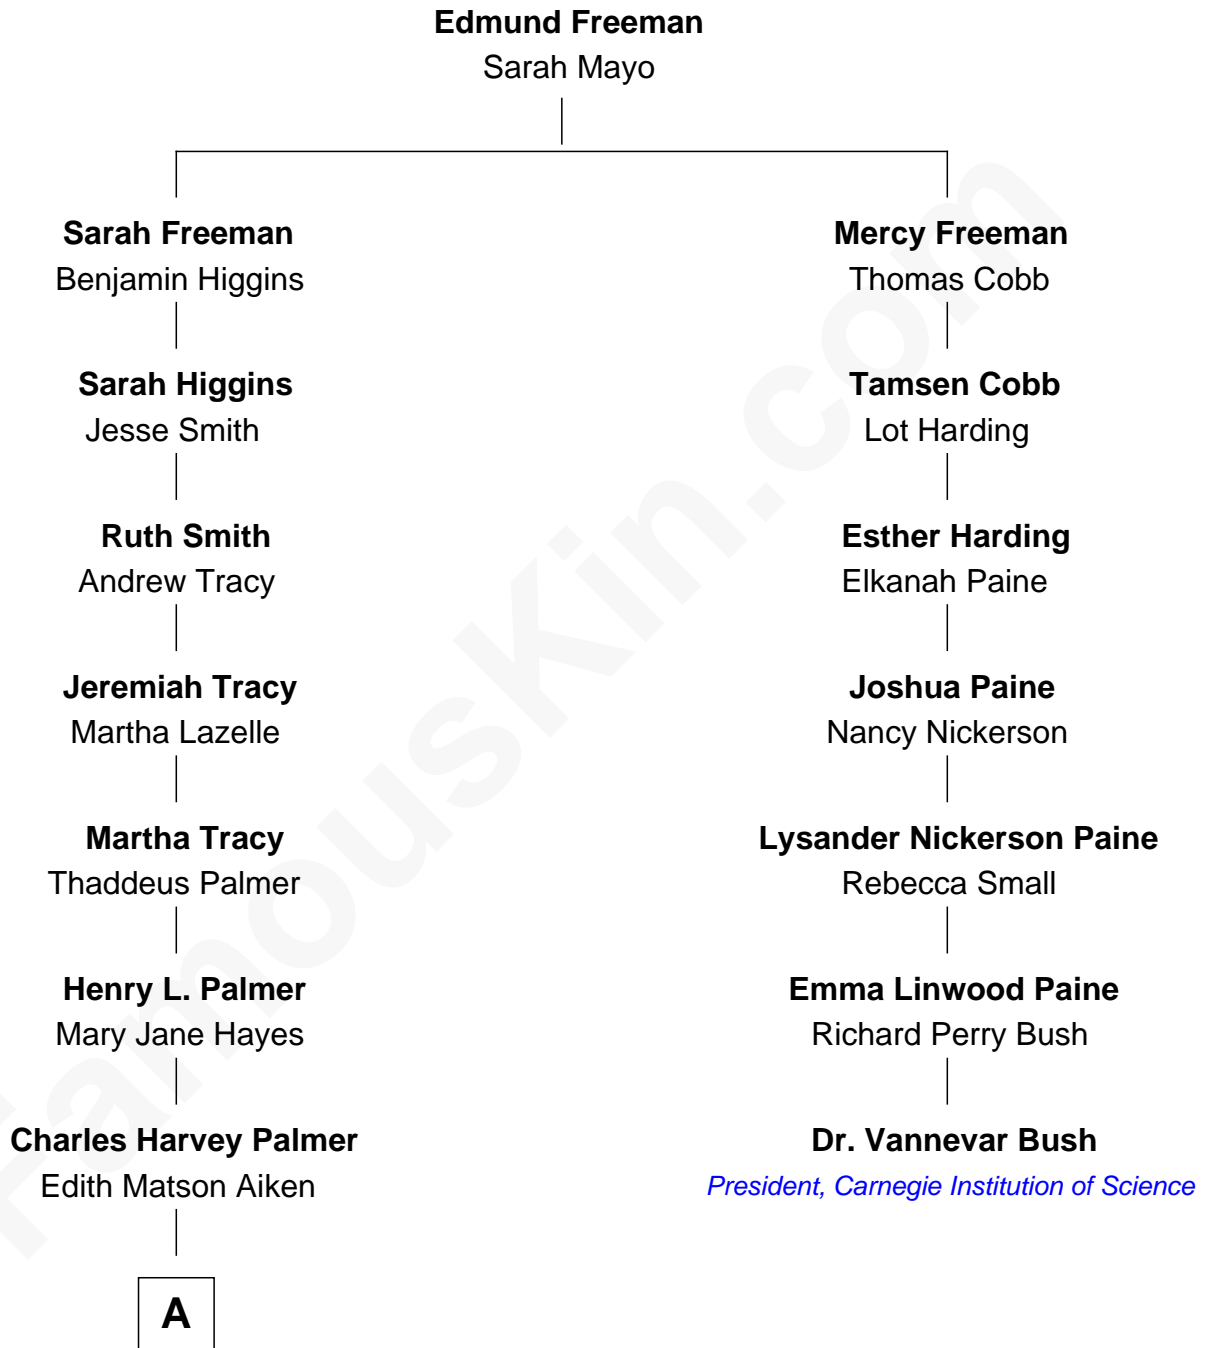 Edmund Freeman
Sarah Mayo
Sarah Freeman
Benjamin Higgins
Mercy Freeman
Thomas Cobb
Sarah Higgins
Jesse Smith
Tamsen Cobb
Lot Harding
Ruth Smith
Andrew Tracy
Esther Harding
Elkanah Paine
Jeremiah Tracy
Martha Lazelle
Joshua Paine
Nancy Nickerson
Martha Tracy
Thaddeus Palmer
Lysander Nickerson Paine
Rebecca Small
Henry L. Palmer
Mary Jane Hayes
Emma Linwood Paine
Richard Perry Bush
Charles Harvey Palmer
Edith Matson Aiken
Dr. Vannevar Bush
President, Carnegie Institution of Science
A
FamousKin.com